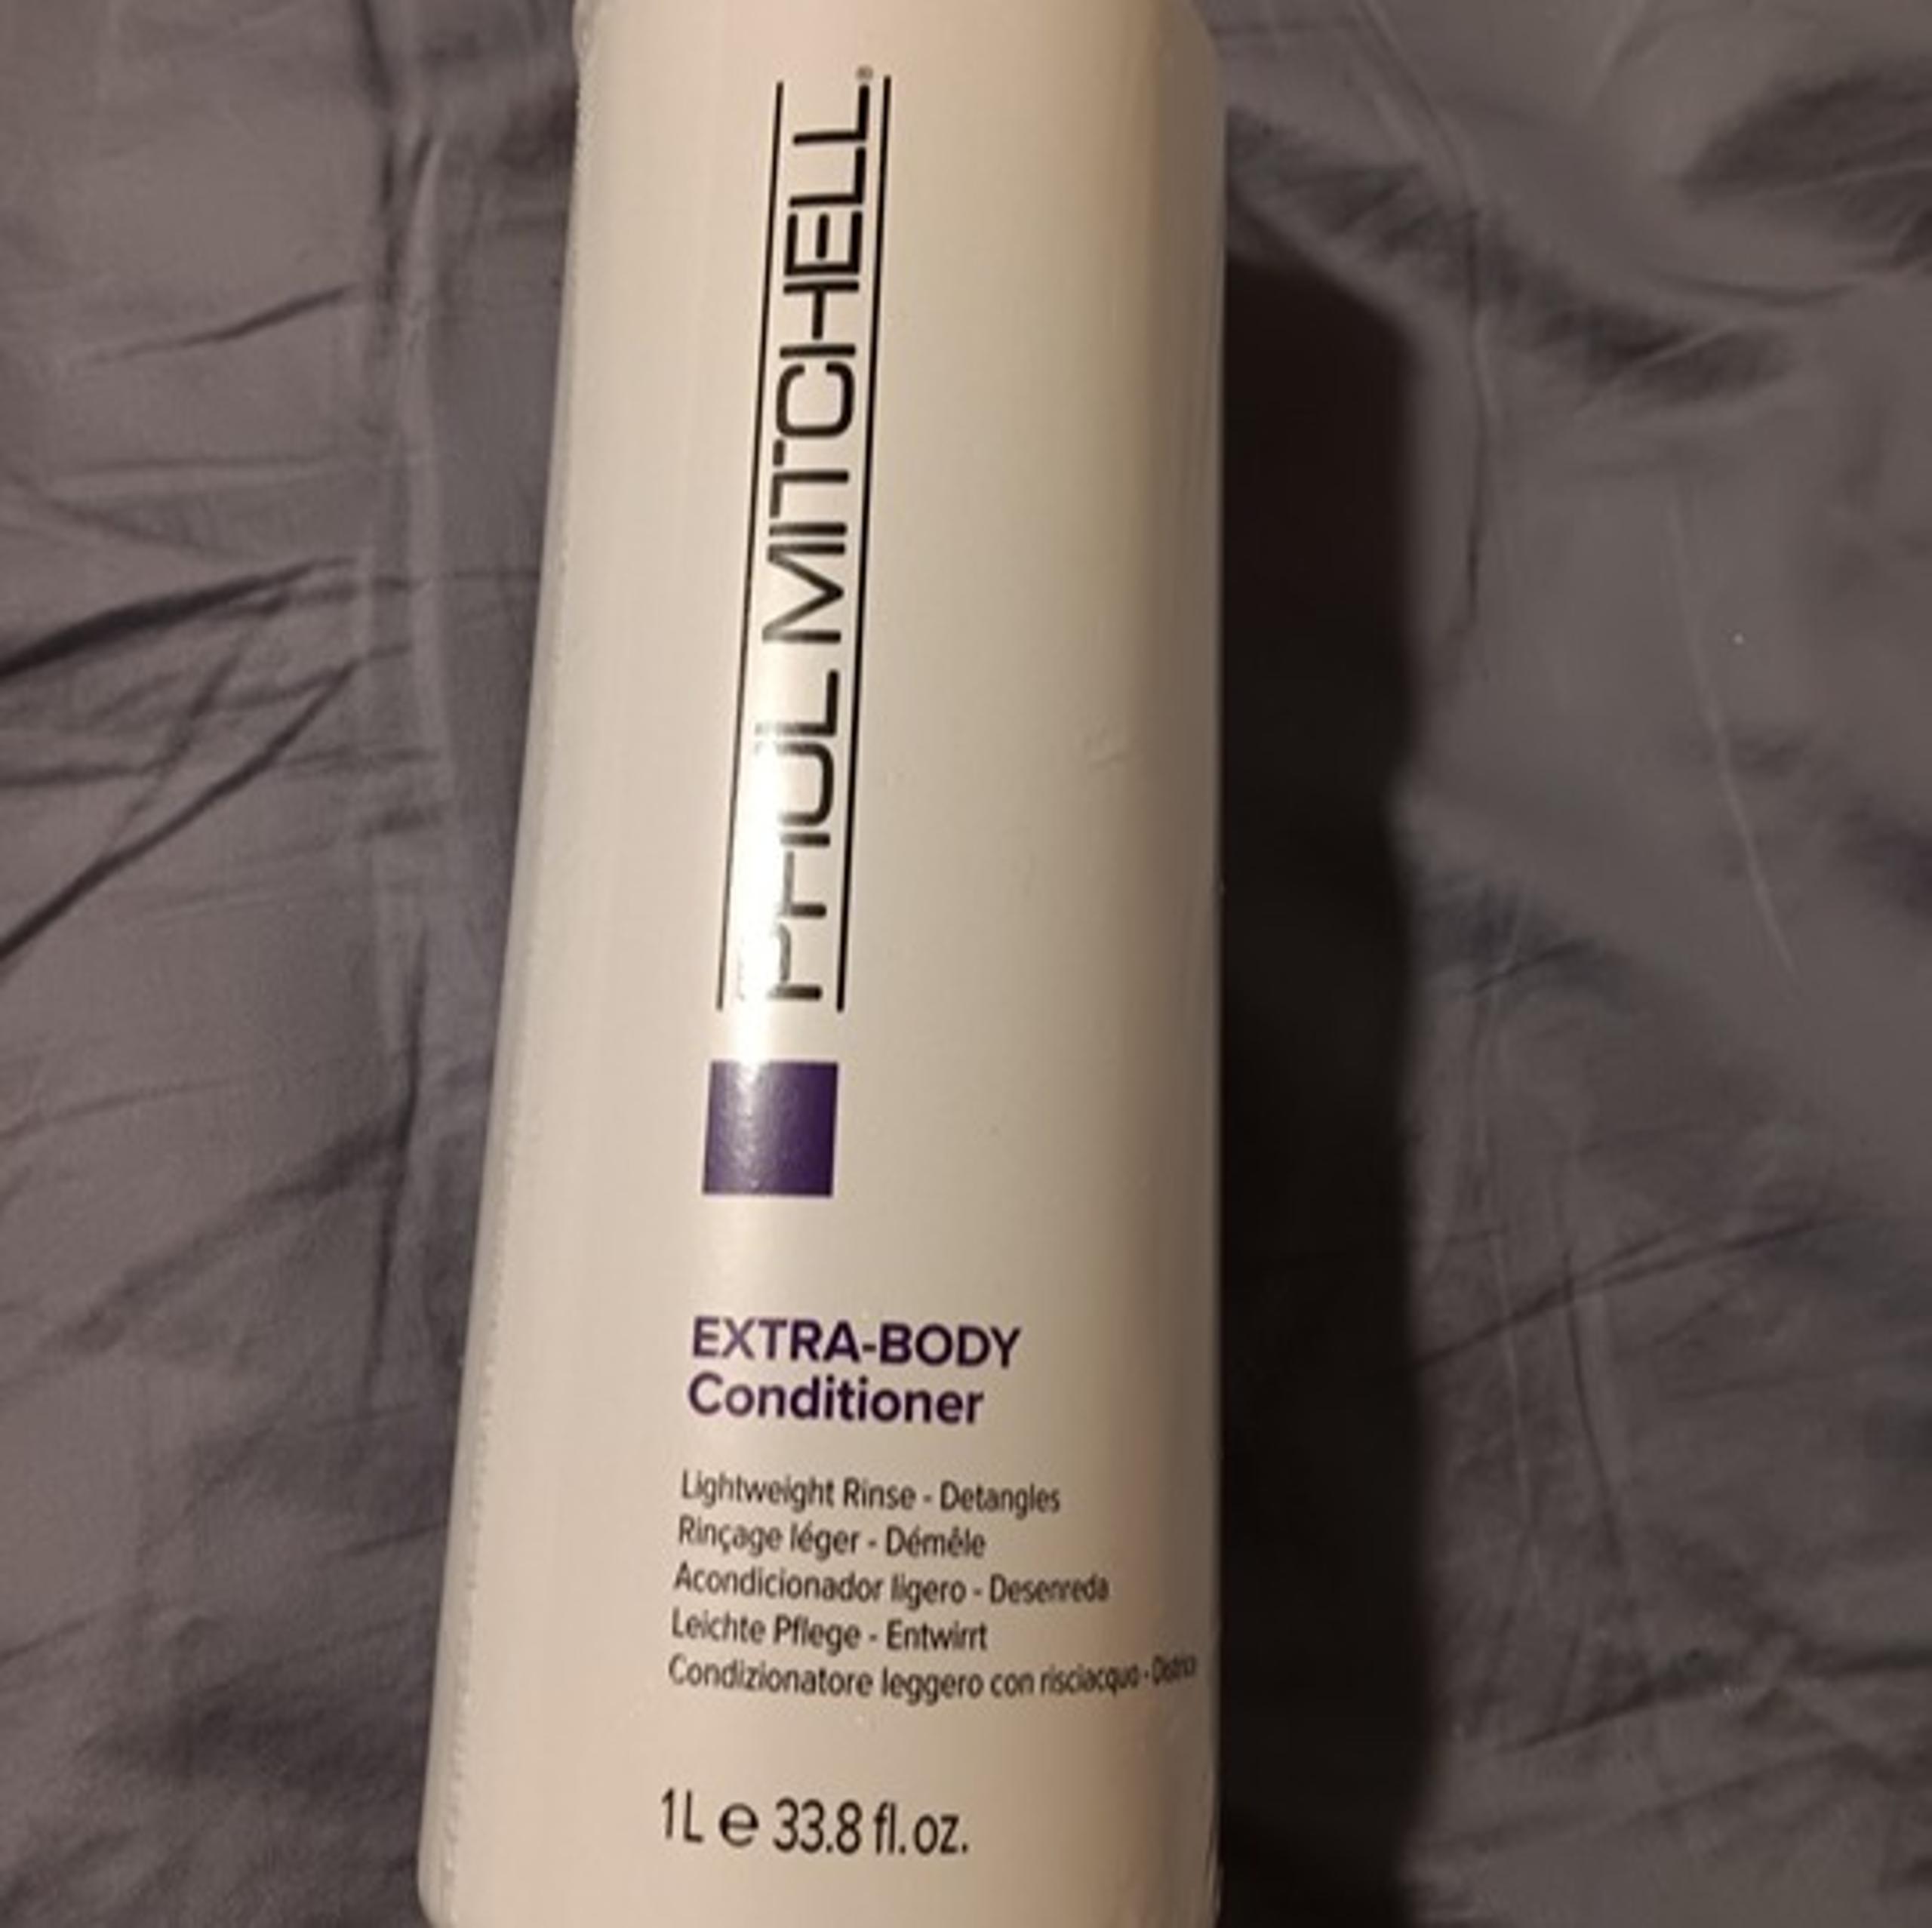 PAUL MITCHELL®
EXTRA-BODY
Conditioner
Lightweight Rinse - Detangles
Rinçage léger - Démêle
Acondicionador ligero - Desenreda
Leichte Pflege - Entwirrt
Condizionatore leggero con risciacquo -
1 L e 33.8 fl. oz.